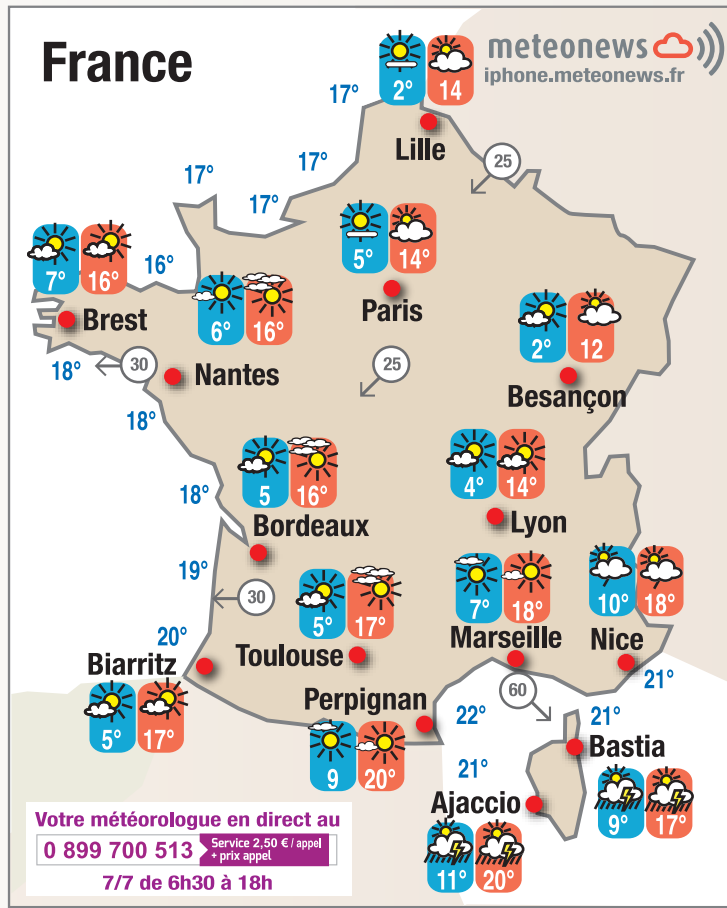 France
meteonews
iphone.meteonews.fr
2° 14
17°
Lille
25
17°
17°
17°
5° 14°
Paris
7° 16°
16°
Brest
6° 16°
Nantes
2° 12
Besançon
18°
30
25
18°
5 16°
18°
Bordeaux
4° 14°
Lyon
19°
30
5° 17°
Toulouse
7° 18°
Marseille
10° 18°
Nice
20°
Biarritz
5° 17°
21°
60
Perpignan
9 20°
22°
21°
Bastia
9° 17°
21°
Ajaccio
11° 20°
Votre météorologue en direct au
0 899 700 513
Service 2,50 € / appel
+ prix appel
7/7 de 6h30 à 18h